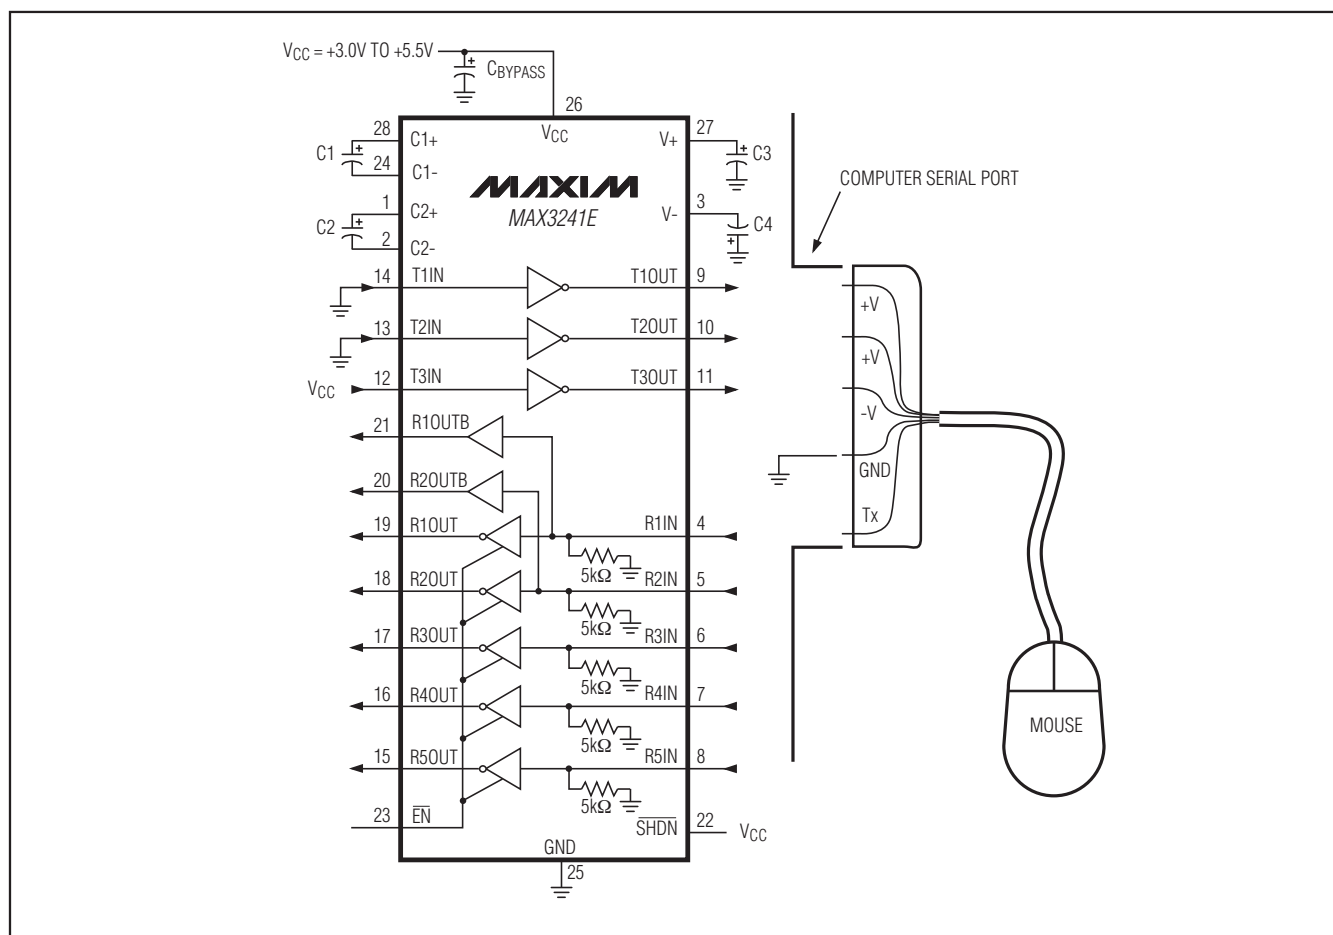 VCC = +3.0V TO +5.5V
CBYPASS
26
VCC
28
C1+
C1
24
C1-
1
C2+
C2
2
C2-
V+
27
C3
V-
3
C4
MAXIM
MAX3241E
COMPUTER SERIAL PORT
14
T1IN
T1OUT
9
13
T2IN
T2OUT
10
VCC
12
T3IN
T3OUT
11
21
R1OUTB
20
R2OUTB
19
R1OUT
R1IN
4
5kΩ
18
R2OUT
R2IN
5
5kΩ
17
R3OUT
R3IN
6
5kΩ
16
R4OUT
R4IN
7
5kΩ
15
R5OUT
R5IN
8
5kΩ
23
EN
SHDN
22
VCC
GND
25
+V
+V
-V
GND
Tx
MOUSE